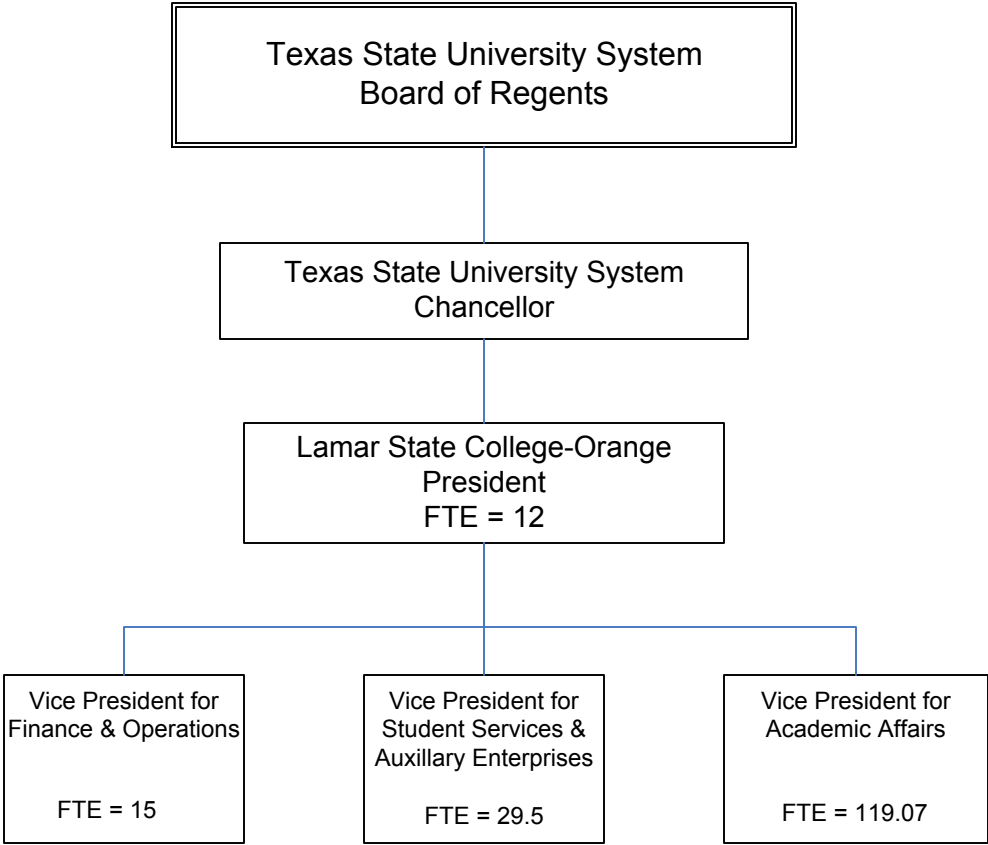 Texas State University System
Board of Regents
Texas State University System
Chancellor
Lamar State College-Orange
President
FTE = 12
Vice President for
Finance & Operations
FTE = 15
Vice President for
Student Services &
Auxillary Enterprises
FTE = 29.5
Vice President for
Academic Affairs
FTE = 119.07